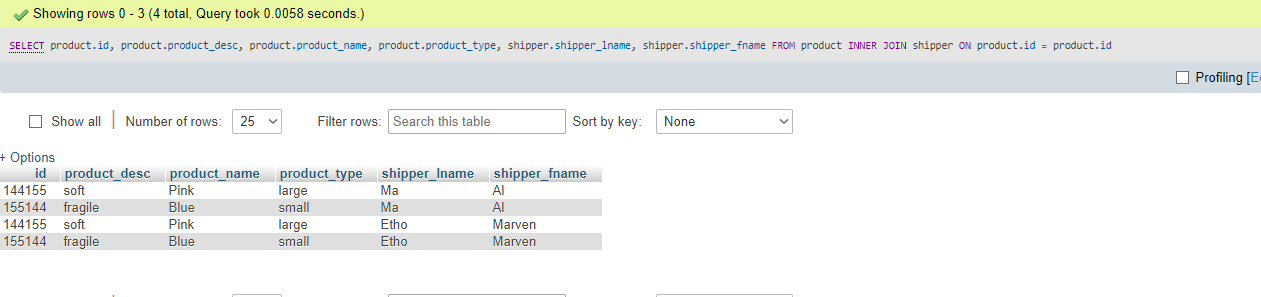 Showing rows 0 - 3 (4 total, Query took 0.0058 seconds.)
SELECT product.id, product.product_desc, product.product_name, product.product_type, shipper.shipper_lname, shipper.shipper_fname FROM product INNER JOIN shipper ON product.id = product.id
Profiling [E
Show all Number of rows: 25 Filter rows: Search this table Sort by key: None
+ Options
id product_desc product_name product_type shipper_lname shipper_fname
144155 soft Pink large Ma Al
155144 fragile Blue small Ma Al
144155 soft Pink large Etho Marven
155144 fragile Blue small Etho Marven